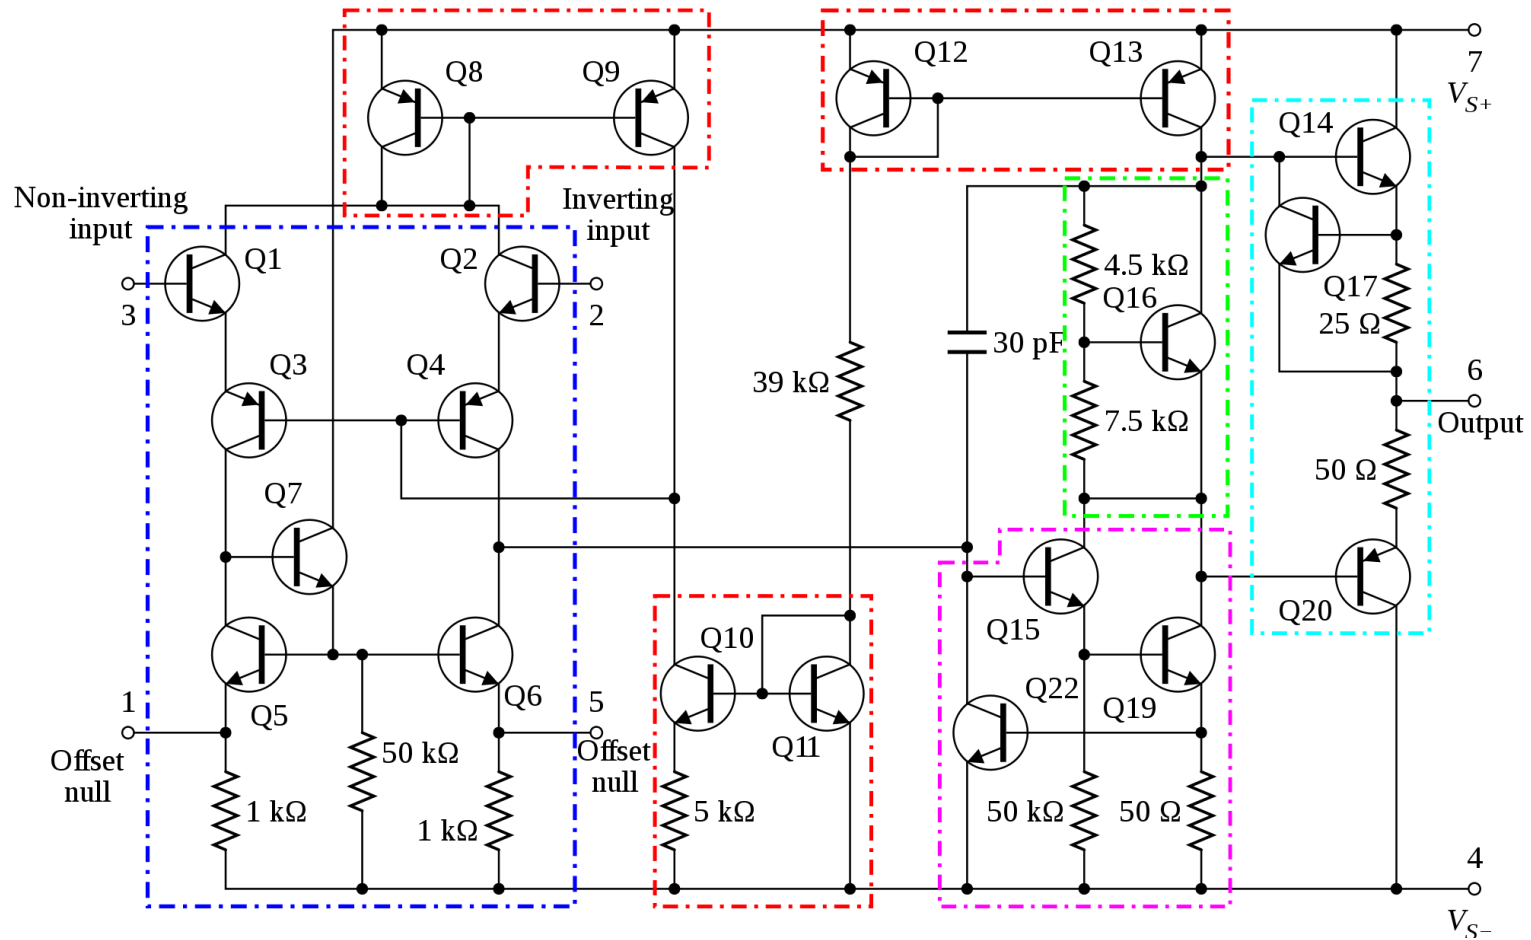 Q8
Q9
Q12
Q13
7
V_S+
Q14
Non-inverting
input
Inverting
input
Q1
Q2
3
2
4.5 kΩ
Q16
Q17
25 Ω
30 pF
Q3
Q4
39 kΩ
6
Output
7.5 kΩ
50 Ω
Q7
Q15
Q20
Q10
Q22
1
Q5
Q6
5
Q11
Q19
Offset
null
50 kΩ
Offset
null
1 kΩ
1 kΩ
5 kΩ
50 kΩ
50 Ω
4
V_S−